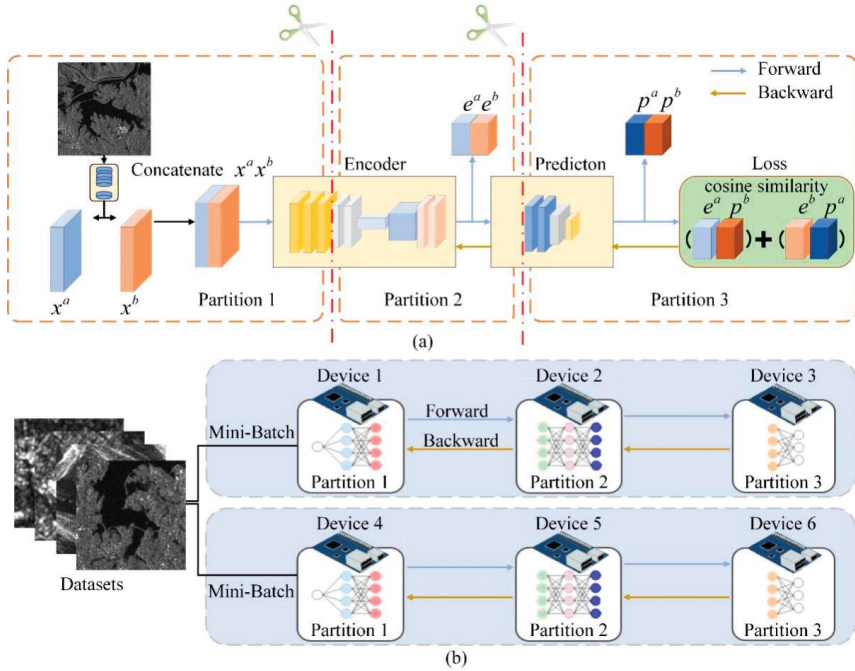 Forward
Backward
e^a e^b
p^a p^b
Concatenate x^a x^b
Encoder
Predicton
Loss
cosine similarity
( e^a p^b ) + ( e^b p^a )
x^a
x^b
Partition 1
Partition 2
Partition 3
(a)
Device 1
Device 2
Device 3
Mini-Batch
Forward
Backward
Partition 1
Partition 2
Partition 3
Device 4
Device 5
Device 6
Datasets
Mini-Batch
Partition 1
Partition 2
Partition 3
(b)